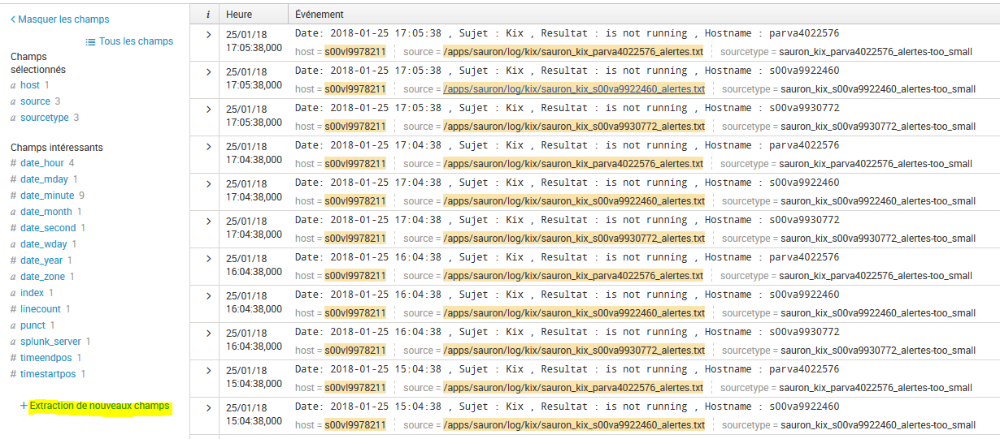 Masquer les champs
Tous les champs
Champs
sélectionnés
a host 1
a source 3
a sourcetype 3
Champs intéressants
# date_hour 4
# date_mday 1
# date_minute 9
a date_month 1
# date_second 1
a date_wday 1
# date_year 1
a date_zone 1
a index 1
# linecount 1
a punct 1
a splunk_server 1
# timeendpos 1
# timestartpos 1
+ Extraction de nouveaux champs
i Heure Événement
25/01/18 Date: 2018-01-25 17:05:38 , Sujet : Kix , Resultat : is not running , Hostname : parva4022576
17:05:38,000 host = s00vl9978211 source = /apps/sauron/log/kix/sauron_kix_parva4022576_alertes.txt sourcetype = sauron_kix_parva4022576_alertes-too_small
25/01/18 Date: 2018-01-25 17:05:38 , Sujet : Kix , Resultat : is not running , Hostname : s00va9922460
17:05:38,000 host = s00vl9978211 source = /apps/sauron/log/kix/sauron_kix_s00va9922460_alertes.txt sourcetype = sauron_kix_s00va9922460_alertes-too_small
25/01/18 Date: 2018-01-25 17:05:38 , Sujet : Kix , Resultat : is not running , Hostname : s00va9930772
17:05:38,000 host = s00vl9978211 source = /apps/sauron/log/kix/sauron_kix_s00va9930772_alertes.txt sourcetype = sauron_kix_s00va9930772_alertes-too_small
25/01/18 Date: 2018-01-25 17:04:38 , Sujet : Kix , Resultat : is not running , Hostname : parva4022576
17:04:38,000 host = s00vl9978211 source = /apps/sauron/log/kix/sauron_kix_parva4022576_alertes.txt sourcetype = sauron_kix_parva4022576_alertes-too_small
25/01/18 Date: 2018-01-25 17:04:38 , Sujet : Kix , Resultat : is not running , Hostname : s00va9922460
17:04:38,000 host = s00vl9978211 source = /apps/sauron/log/kix/sauron_kix_s00va9922460_alertes.txt sourcetype = sauron_kix_s00va9922460_alertes-too_small
25/01/18 Date: 2018-01-25 17:04:38 , Sujet : Kix , Resultat : is not running , Hostname : s00va9930772
17:04:38,000 host = s00vl9978211 source = /apps/sauron/log/kix/sauron_kix_s00va9930772_alertes.txt sourcetype = sauron_kix_s00va9930772_alertes-too_small
25/01/18 Date: 2018-01-25 16:04:38 , Sujet : Kix , Resultat : is not running , Hostname : parva4022576
16:04:38,000 host = s00vl9978211 source = /apps/sauron/log/kix/sauron_kix_parva4022576_alertes.txt sourcetype = sauron_kix_parva4022576_alertes-too_small
25/01/18 Date: 2018-01-25 16:04:38 , Sujet : Kix , Resultat : is not running , Hostname : s00va9922460
16:04:38,000 host = s00vl9978211 source = /apps/sauron/log/kix/sauron_kix_s00va9922460_alertes.txt sourcetype = sauron_kix_s00va9922460_alertes-too_small
25/01/18 Date: 2018-01-25 16:04:38 , Sujet : Kix , Resultat : is not running , Hostname : s00va9930772
16:04:38,000 host = s00vl9978211 source = /apps/sauron/log/kix/sauron_kix_s00va9930772_alertes.txt sourcetype = sauron_kix_s00va9930772_alertes-too_small
25/01/18 Date: 2018-01-25 15:04:38 , Sujet : Kix , Resultat : is not running , Hostname : parva4022576
15:04:38,000 host = s00vl9978211 source = /apps/sauron/log/kix/sauron_kix_parva4022576_alertes.txt sourcetype = sauron_kix_parva4022576_alertes-too_small
25/01/18 Date: 2018-01-25 15:04:38 , Sujet : Kix , Resultat : is not running , Hostname : s00va9922460
15:04:38,000 host = s00vl9978211 source = /apps/sauron/log/kix/sauron_kix_s00va9922460_alertes.txt sourcetype = sauron_kix_s00va9922460_alertes-too_small